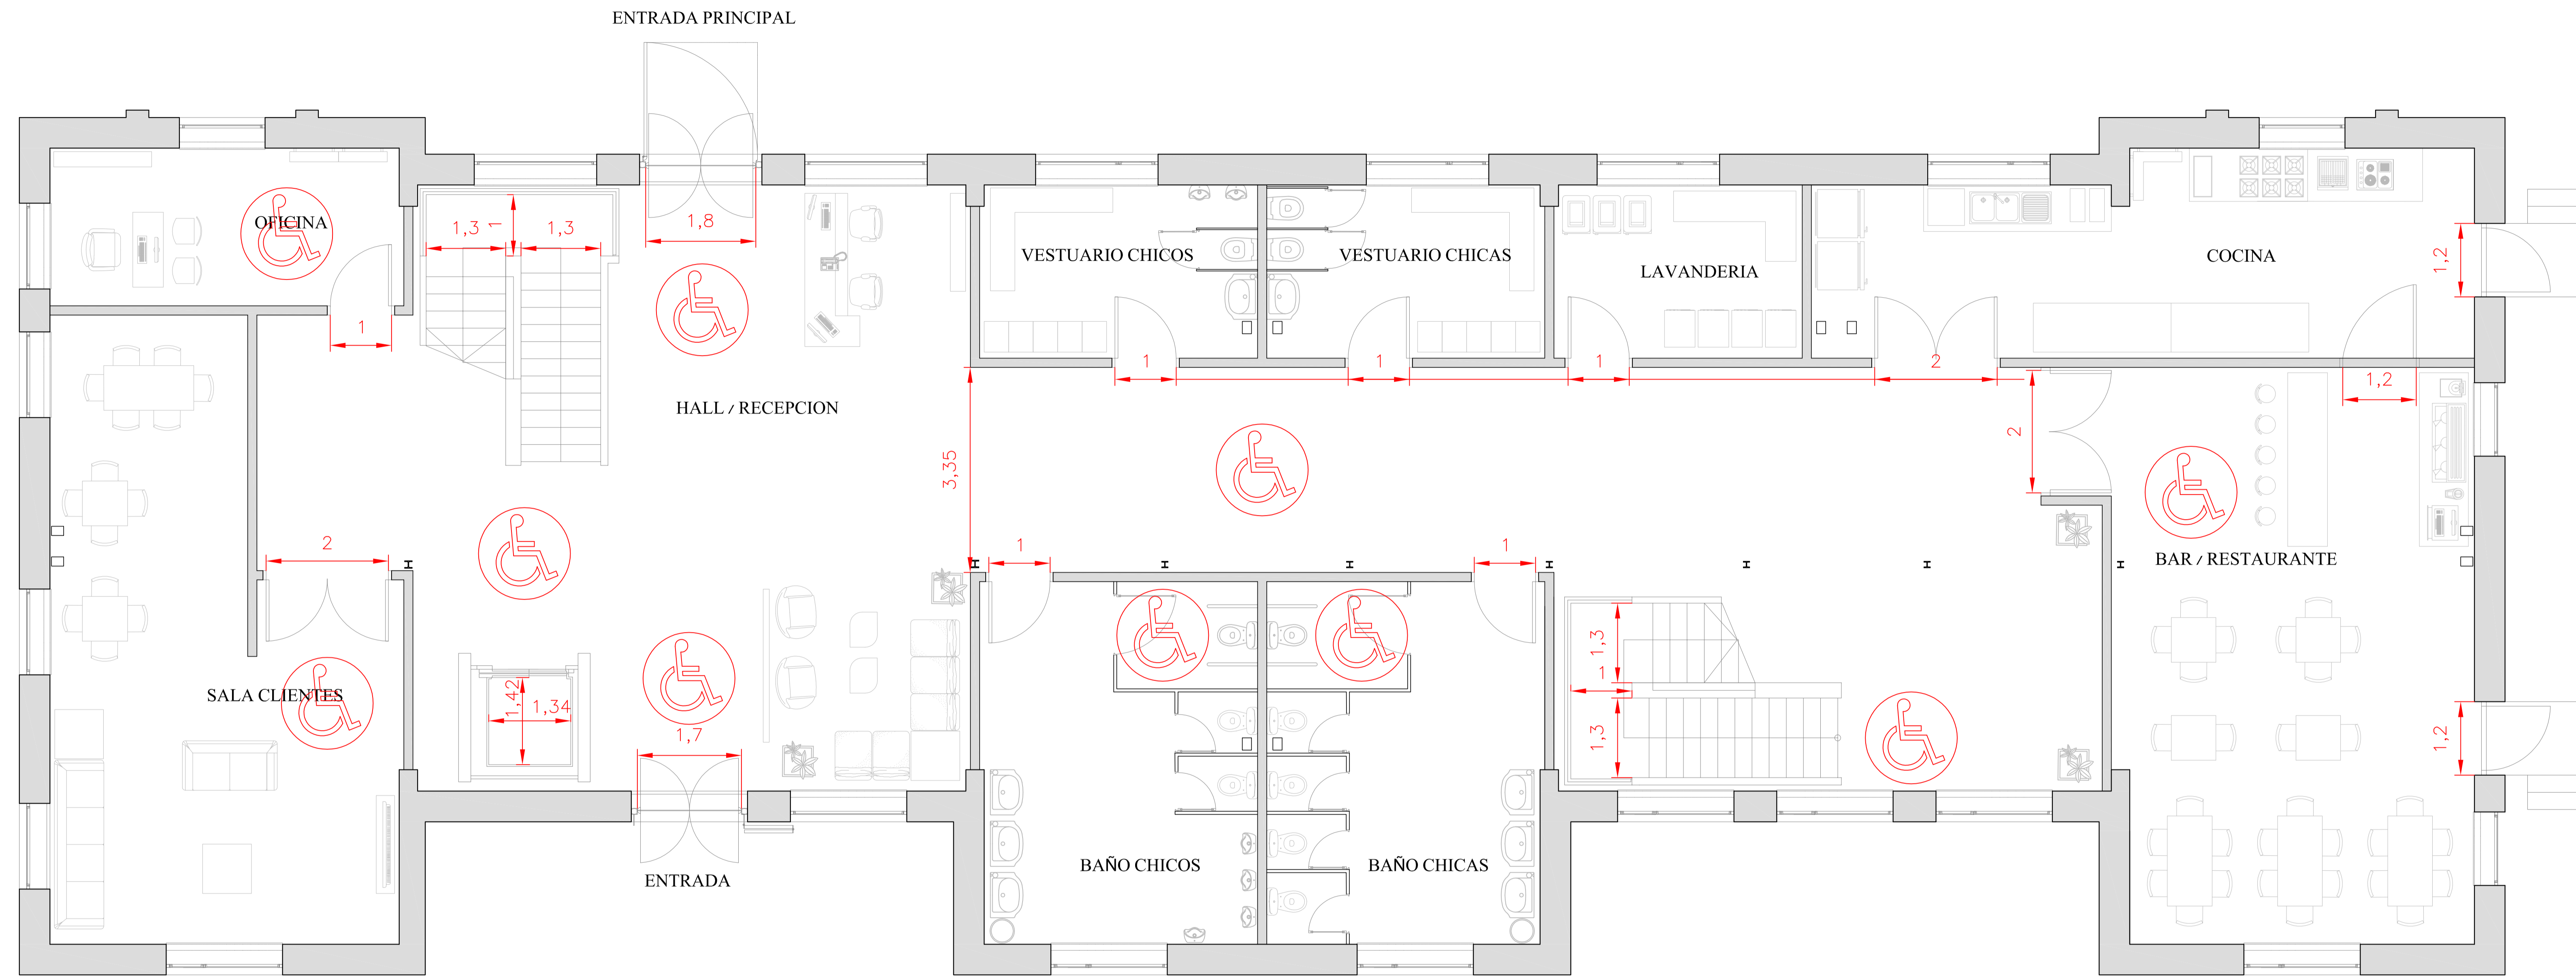 ENTRADA PRINCIPAL
OFICINA
1,3
1
1,3
1,8
1
VESTUARIO CHICOS
VESTUARIO CHICAS
LAVANDERIA
COCINA
1,2
1
1
1
2
1,2
HALL / RECEPCION
3,35
2
2
1
1
BAR / RESTAURANTE
SALA CLIENTES
1,42
1,34
1,7
1,3
1
1,3
1,2
ENTRADA
BAÑO CHICOS
BAÑO CHICAS